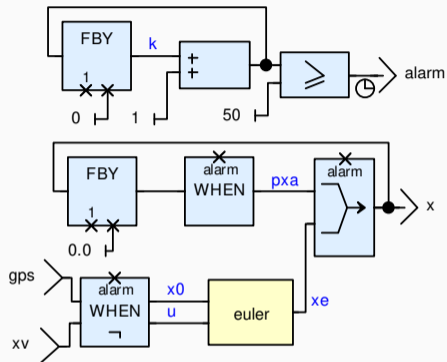 FBY
k
1
+
+
≥
alarm
0
1
50
FBY
alarm
WHEN
pxa
alarm
x
1
0.0
gps
alarm
x0
WHEN
u
¬
euler
xe
xv